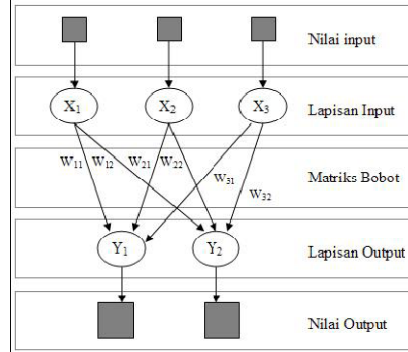 Nilai input
X1 X2 X3
Lapisan Input
W11 W12 W21 W22 W31
Matriks Bobot
W32
Y1 Y2
Lapisan Output
Nilai Output